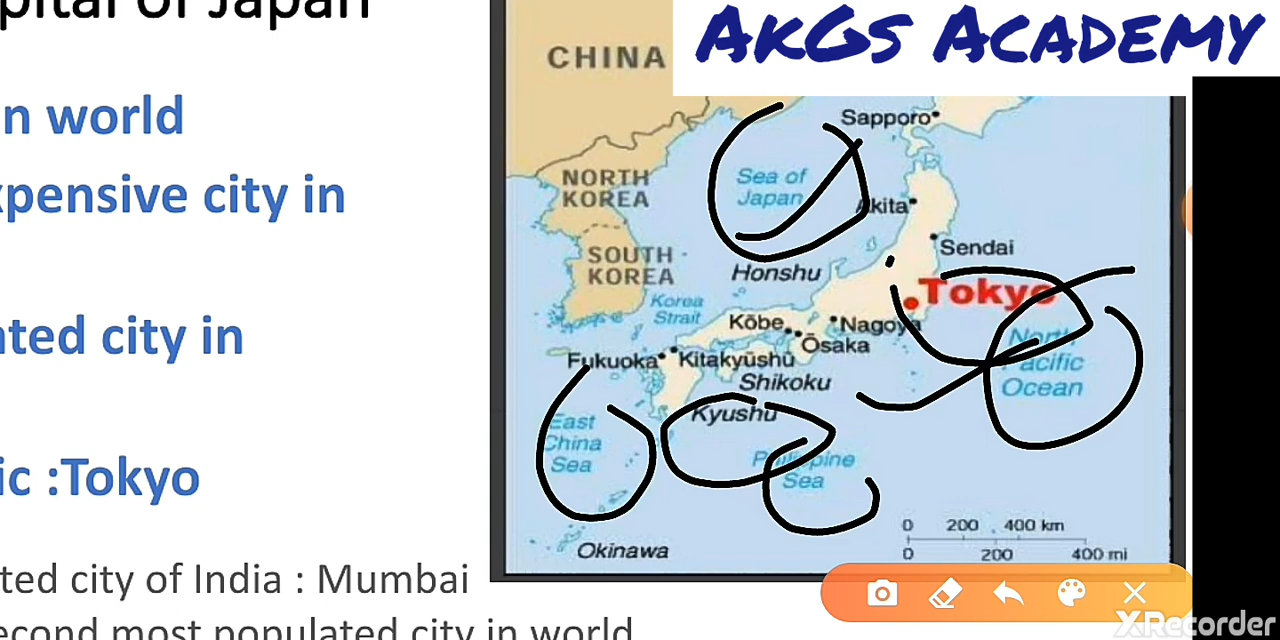 pital of Japan
AKGS ACADEMY
n world
xpensive city in
ated city in
ic :Tokyo
ted city of India : Mumbai
econd most populated city in world
CHINA
Sapporo
NORTH
KOREA
Sea of
Japan
Akita
Sendai
SOUTH
KOREA
Honshu
Tokyo
Korea
Strait
Kōbe
Nagoya
Ōsaka
North
Pacific
Ocean
Fukuoka
Kitakyūshū
Shikoku
Kyushu
East
China
Sea
Philippine
Sea
0 200 400 km
0 200 400 mi
Okinawa
XRecorder